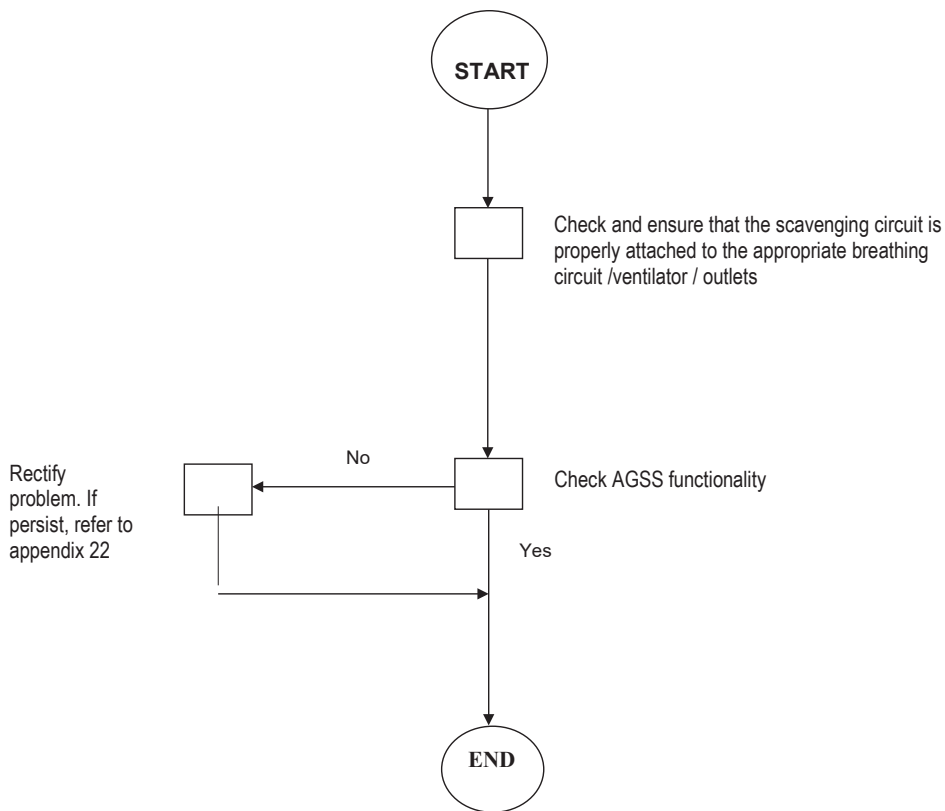 START
Check and ensure that the scavenging circuit is
properly attached to the appropriate breathing
circuit /ventilator / outlets
No
Rectify
problem. If
persist, refer to
appendix 22
Check AGSS functionality
Yes
END